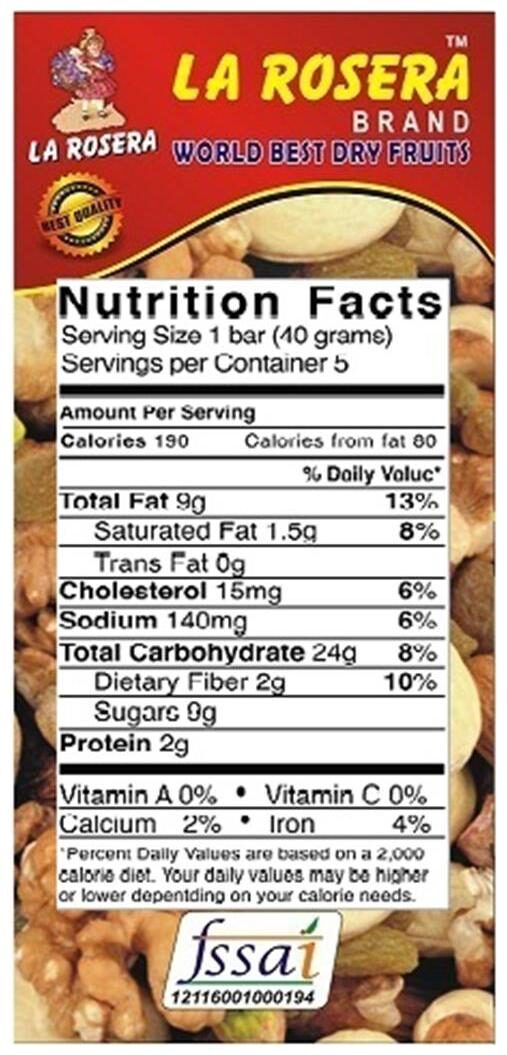 TM
LA ROSERA
BRAND
LA ROSERA
WORLD BEST DRY FRUITS
BEST QUALITY
Nutrition Facts
Serving Size 1 bar (40 grams)
Servings per Container 5
Amount Per Serving
Calories 190 Calories from fat 80
% Daily Value*
Total Fat 9g 13%
Saturated Fat 1.5g 8%
Trans Fat 0g
Cholesterol 15mg 6%
Sodium 140mg 6%
Total Carbohydrate 24g 8%
Dietary Fiber 2g 10%
Sugars 9g
Protein 2g
Vitamin A 0% • Vitamin C 0%
Calcium 2% • Iron 4%
*Percent Daily Values are based on a 2,000
calorie diet. Your daily values may be higher
or lower depentding on your calorie needs.
fssai
12116001000194